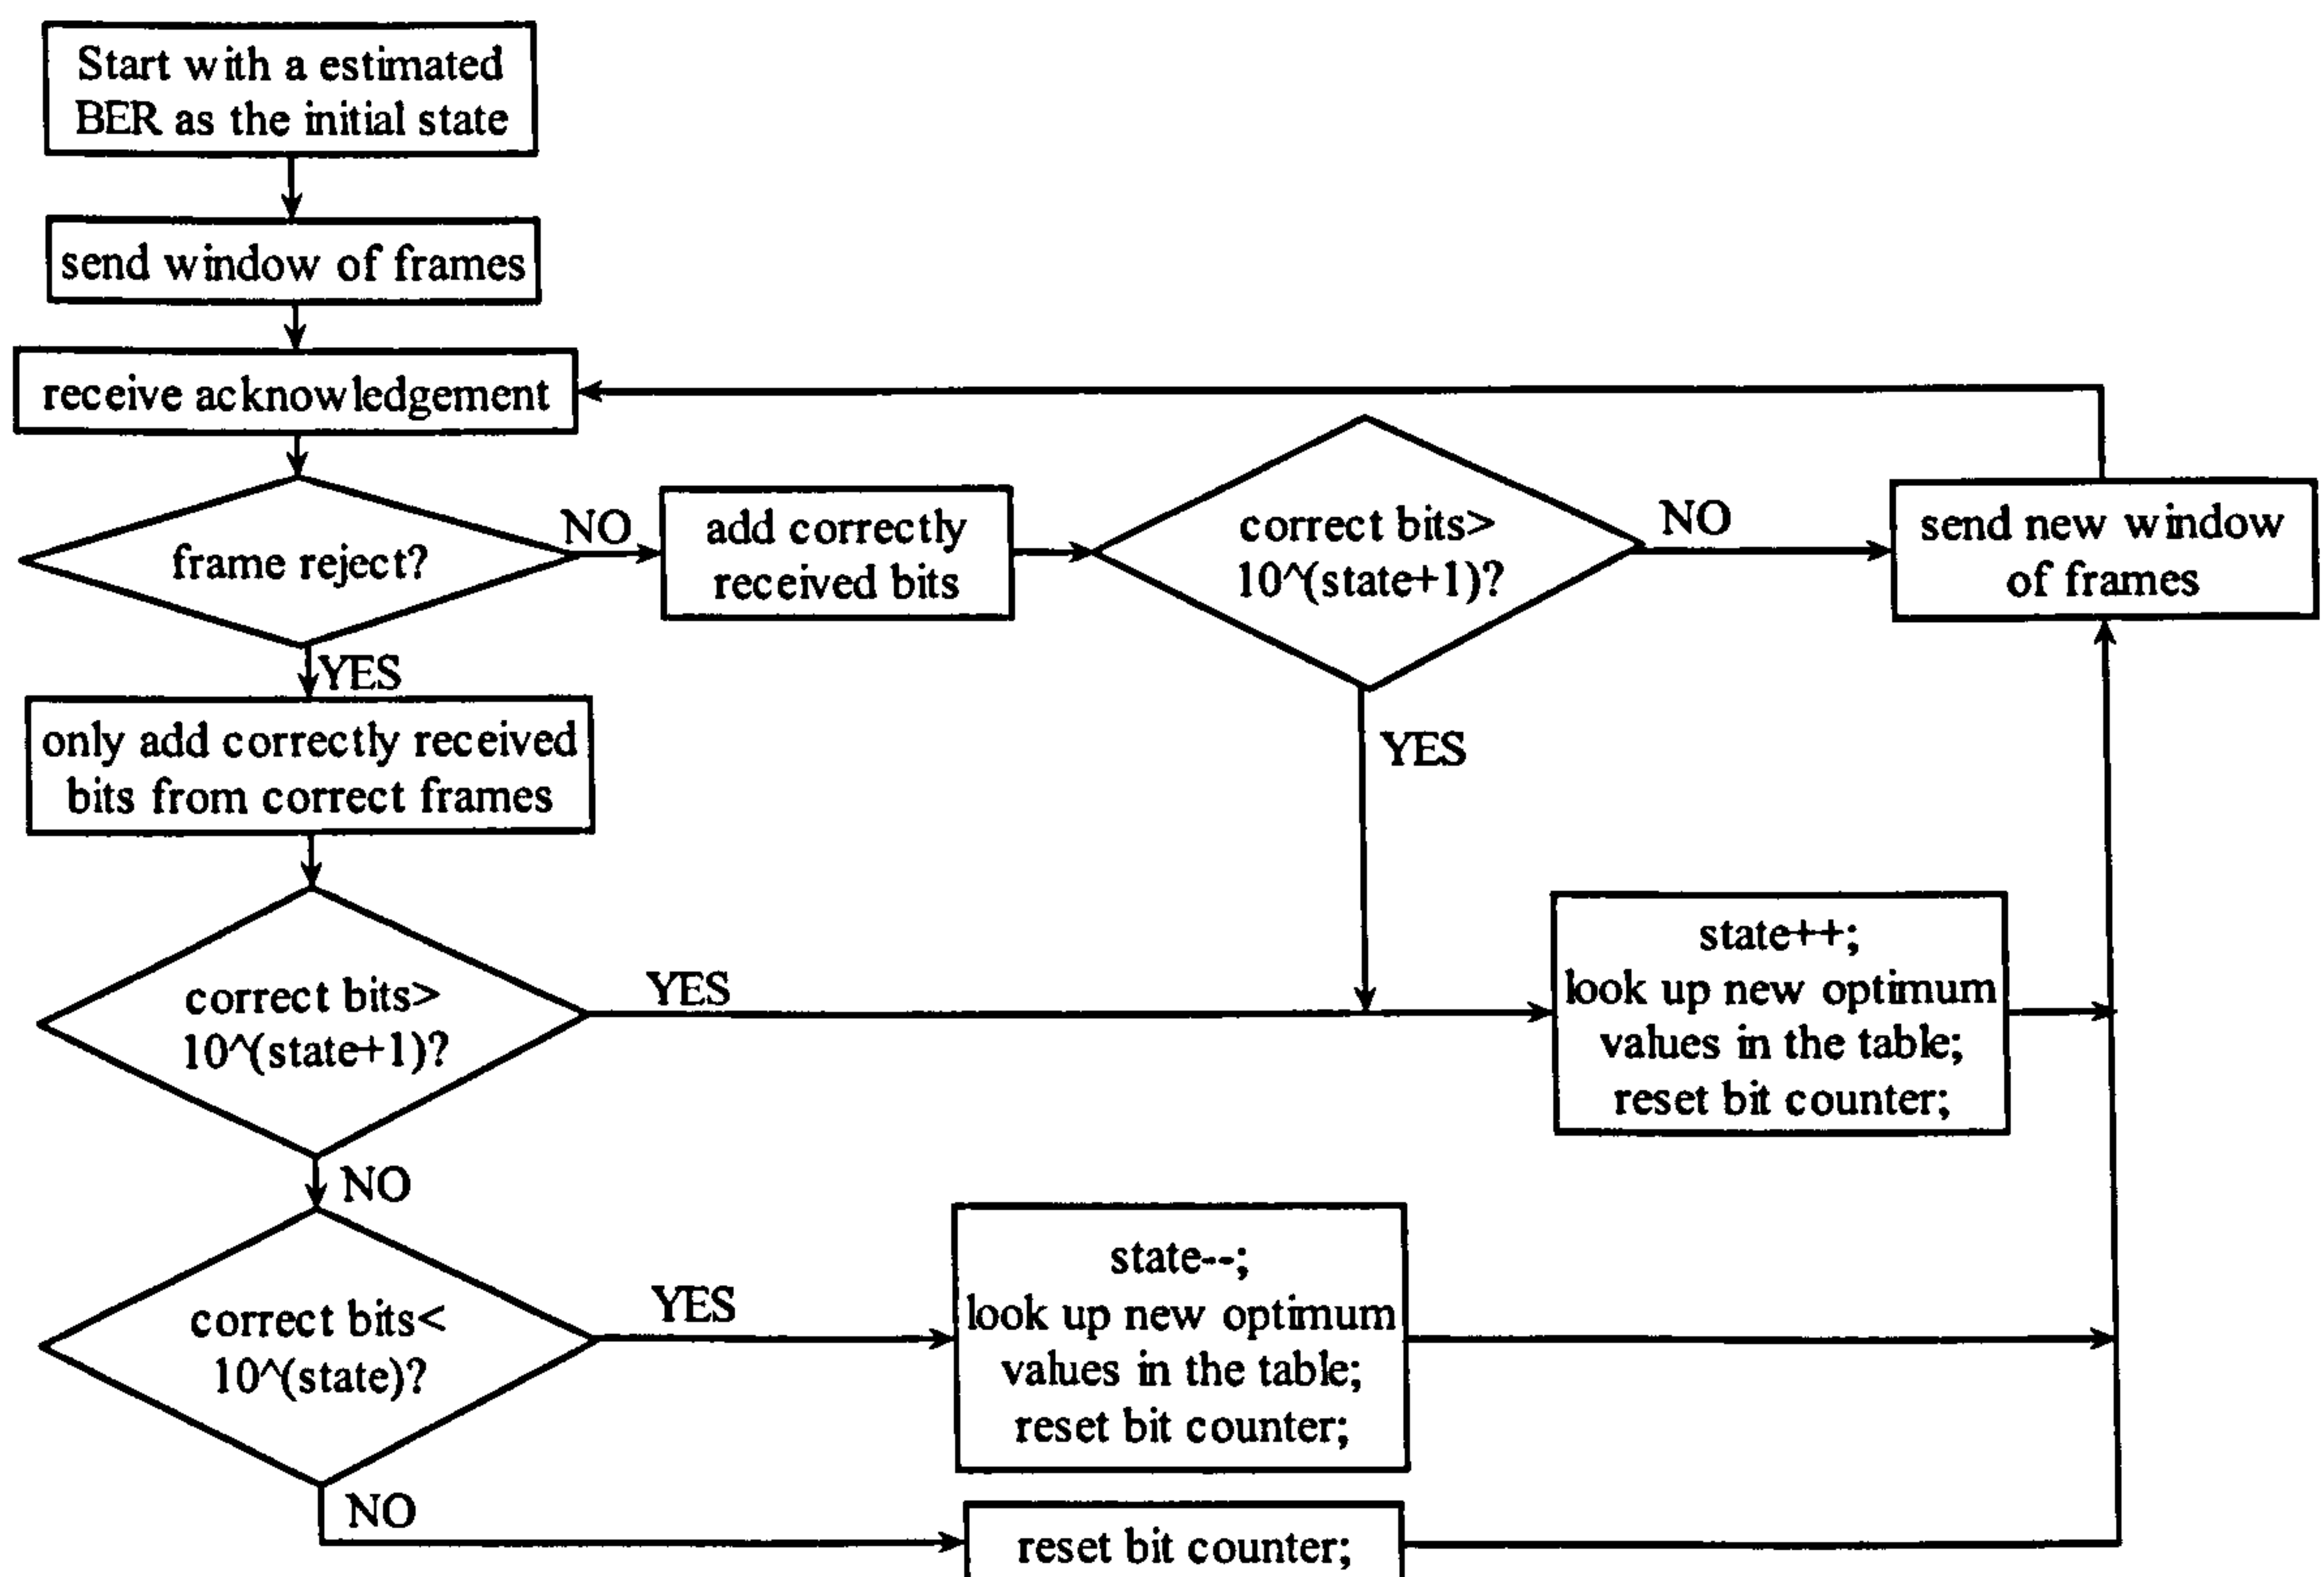 Start with a estimated
BER as the initial state
send window of frames
receive acknowledgement
frame reject?
NO
add correctly
received bits
correct bits>
10^(state+1)?
NO
send new window
of frames
YES
only add correctly received
bits from correct frames
YES
correct bits>
10^(state+1)?
YES
state++;
look up new optimum
values in the table;
reset bit counter;
NO
correct bits<
10^(state)?
YES
state--;
look up new optimum
values in the table;
reset bit counter;
NO
reset bit counter;